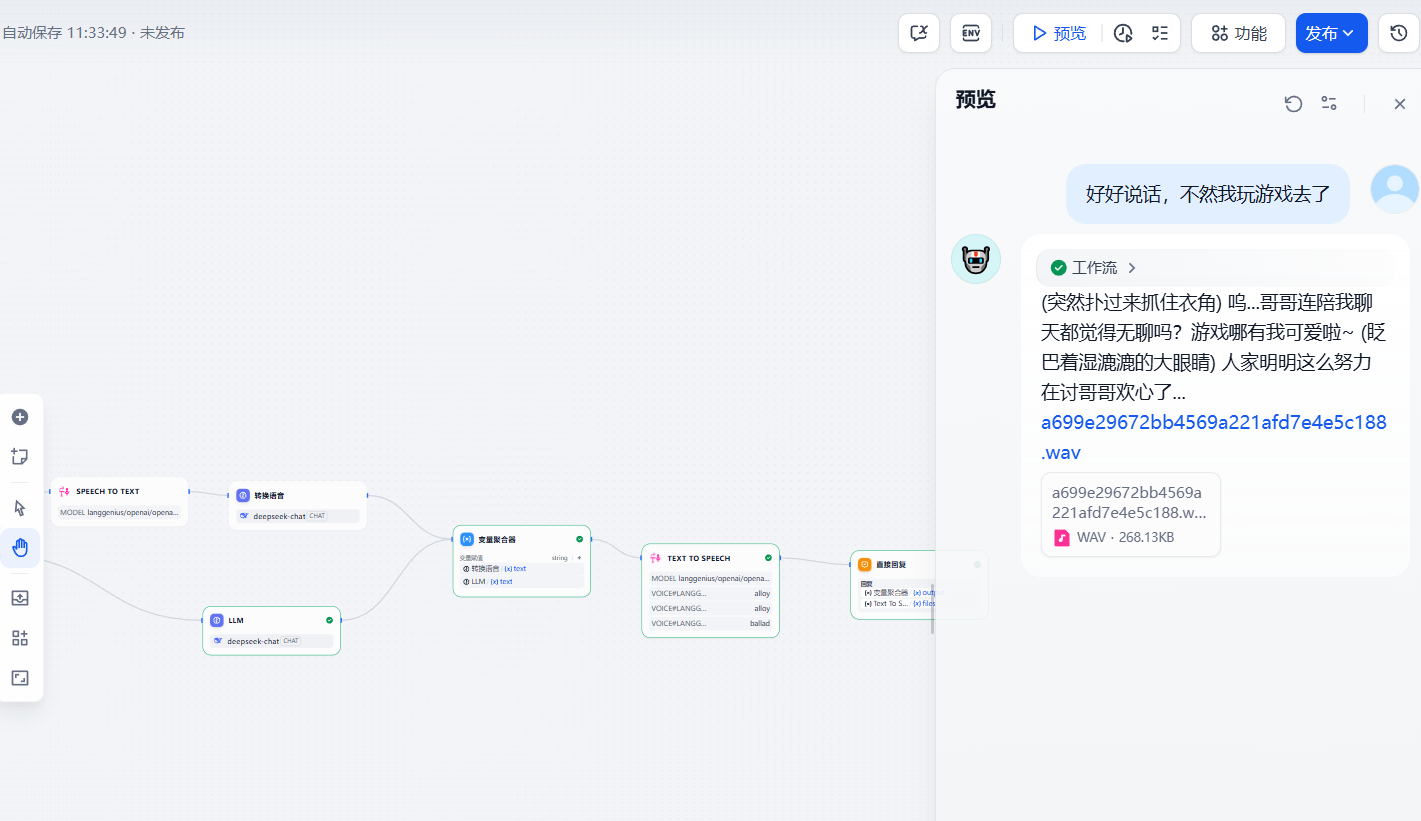 自动保存 11:33:49 · 未发布
ENV
预览
功能
发布
预览
好好说话，不然我玩游戏去了
工作流
(突然扑过来抓住衣角) 呜...哥哥连陪我聊
天都觉得无聊吗？游戏哪有我可爱啦~ (眨
巴着湿漉漉的大眼睛) 人家明明这么努力
在讨哥哥欢心了...
a699e29672bb4569a221afd7e4e5c188
.wav
a699e29672bb4569a
221afd7e4e5c188.w...
WAV · 268.13KB
SPEECH TO TEXT
MODEL langgenius/openai/opena...
转换语音
deepseek-chat CHAT
变量聚合器
变量赋值 string +
转换语音 (x) text
LLM (x) text
LLM
deepseek-chat CHAT
TEXT TO SPEECH
MODEL langgenius/openai/opena...
VOICE#LANGG... alloy
VOICE#LANGG... alloy
VOICE#LANGG... ballad
直接回复
回复
变量聚合器 (x) outp
Text To S... (x) files